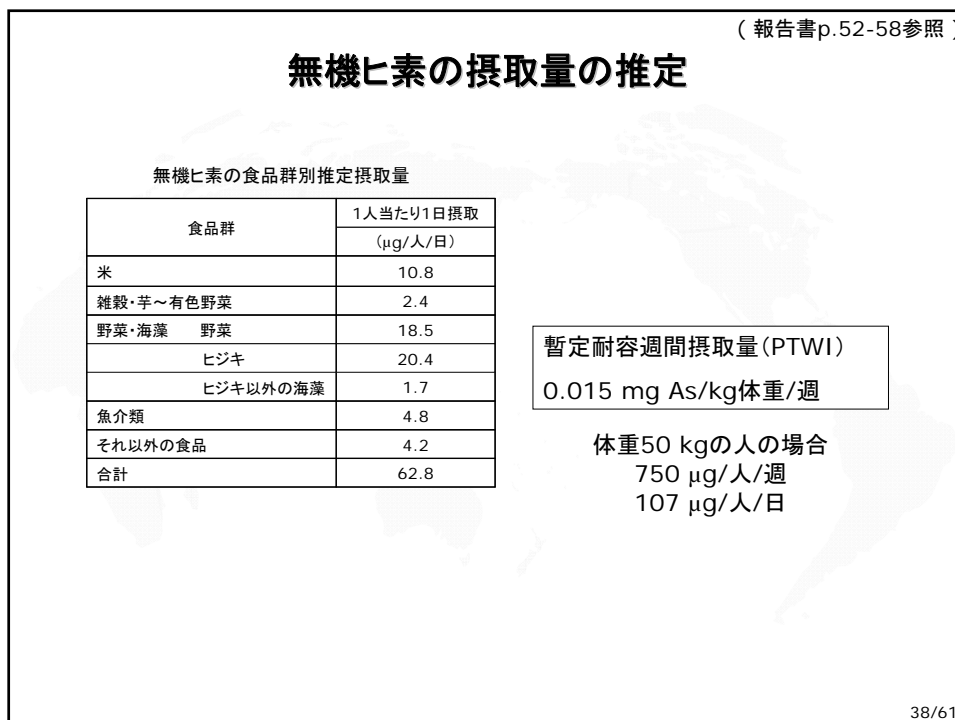 ( 報告書p.52-58参照 )
無機ヒ素の摂取量の推定
無機ヒ素の食品群別推定摂取量
食品群 1人当たり1日摂取
(μg/人/日)
米 10.8
雑穀・芋～有色野菜 2.4
野菜・海藻 野菜 18.5
ヒジキ 20.4
ヒジキ以外の海藻 1.7
魚介類 4.8
それ以外の食品 4.2
合計 62.8
暫定耐容週間摂取量(PTWI)
0.015 mg As/kg体重/週
体重50 kgの人の場合
750 μg/人/週
107 μg/人/日
38/61